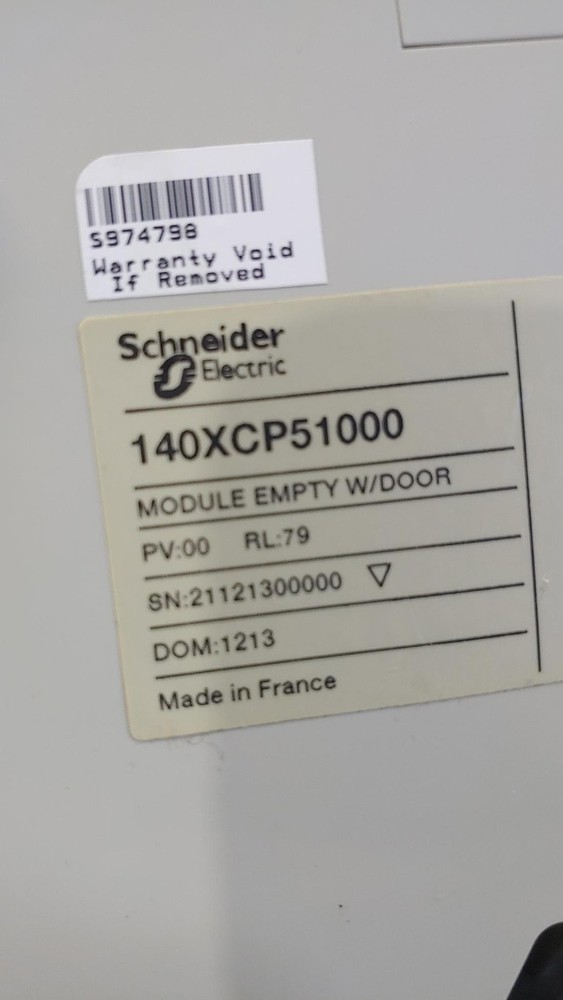 5974798
Warranty Void
If Removed
Schneider
Electric
140XCP51000
MODULE EMPTY W/DOOR
PV:00 RL:79
SN:21121300000
DOM:1213
Made in France